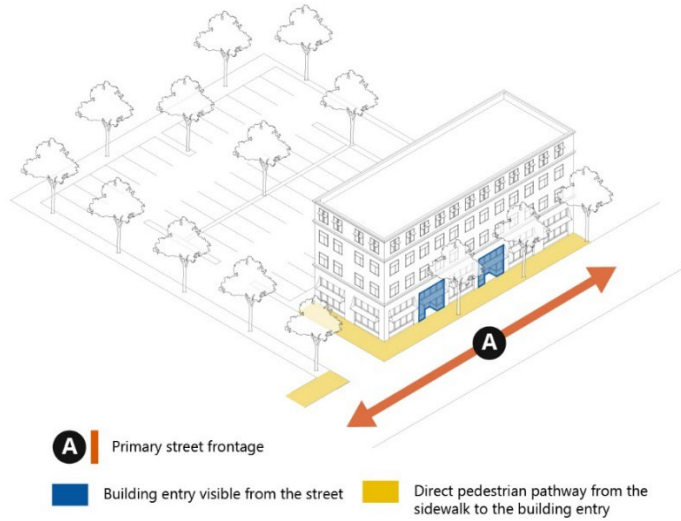 A
A
Primary street frontage
Building entry visible from the street
Direct pedestrian pathway from the
sidewalk to the building entry